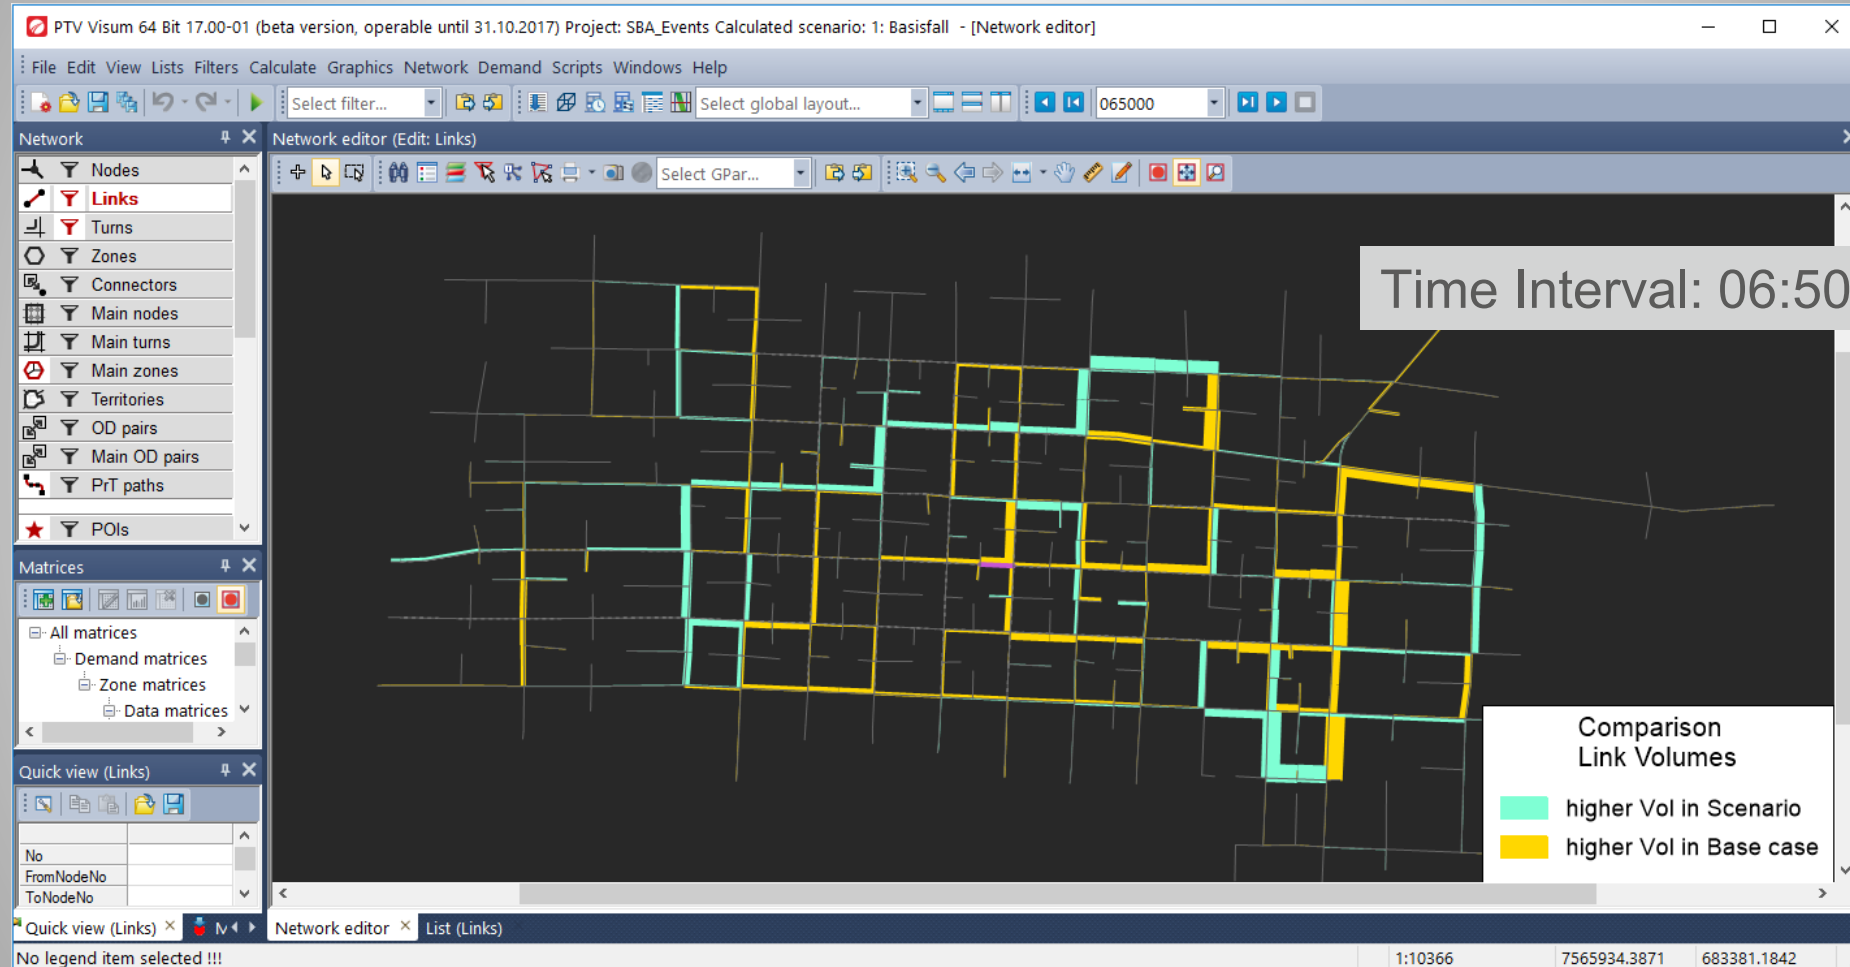 PTV Visum 64 Bit 17.00-01 (beta version, operable until 31.10.2017) Project: SBA_Events Calculated scenario: 1: Basisfall - [Network editor]
File Edit View Lists Filters Calculate Graphics Network Demand Scripts Windows Help
Select filter... Select global layout... 065000
Network
Network editor (Edit: Links)
Select GPar...
Nodes
Links
Turns
Zones
Connectors
Main nodes
Main turns
Main zones
Territories
OD pairs
Main OD pairs
PrT paths
POIs
Time Interval: 06:50
Matrices
All matrices
Demand matrices
Zone matrices
Data matrices
Quick view (Links)
No
FromNodeNo
ToNodeNo
Comparison
Link Volumes
higher Vol in Scenario
higher Vol in Base case
Quick view (Links) M Network editor List (Links)
No legend item selected !!! 1:10366 7565934.3871 683381.1842